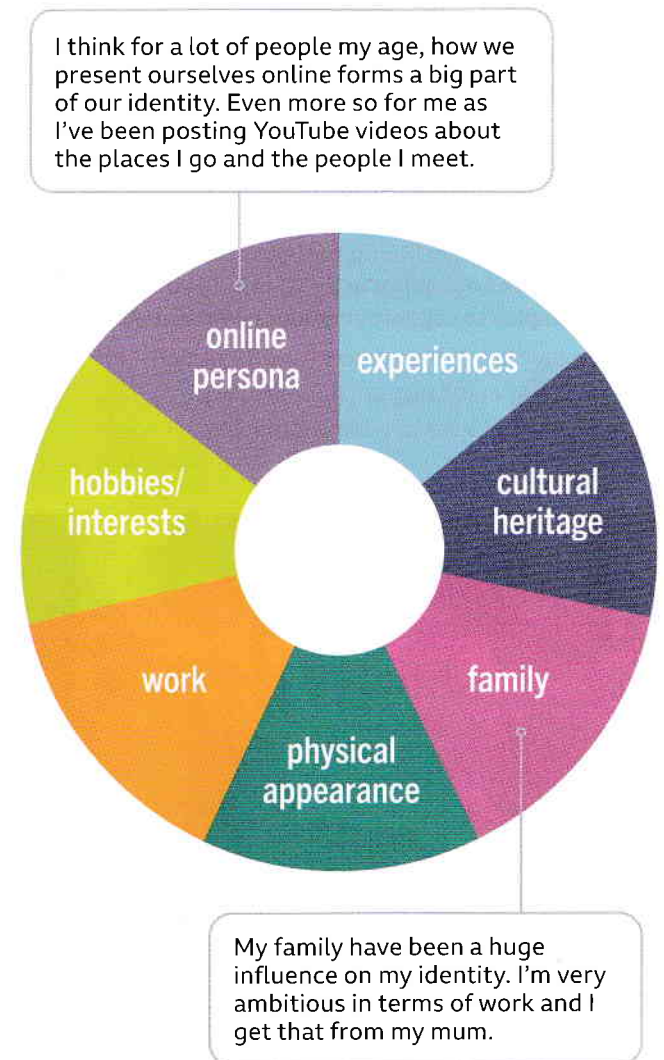 I think for a lot of people my age, how we
present ourselves online forms a big part
of our identity. Even more so for me as
I've been posting YouTube videos about
the places I go and the people I meet.
online
persona
experiences
hobbies/
interests
cultural
heritage
work
family
physical
appearance
My family have been a huge
influence on my identity. I'm very
ambitious in terms of work and I
get that from my mum.